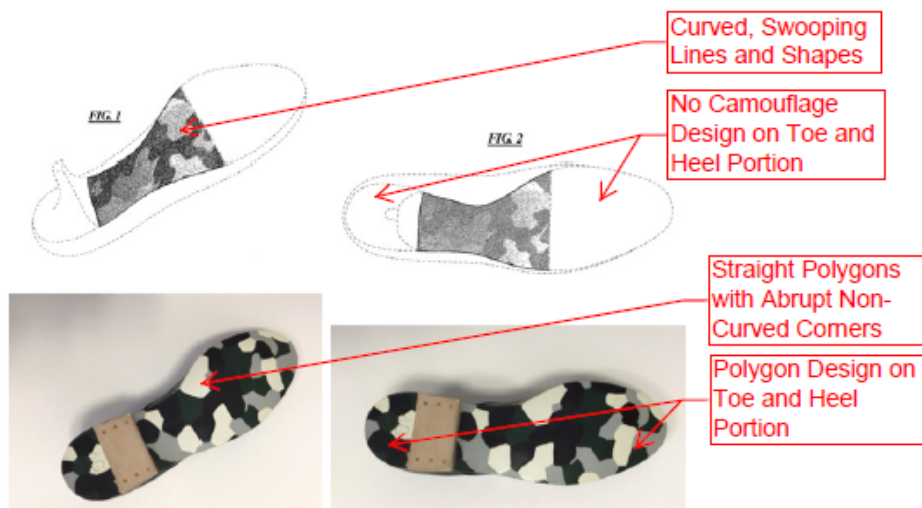 Curved, Swooping
Lines and Shapes
FIG. 1
No Camouflage
Design on Toe and
Heel Portion
FIG. 2
Straight Polygons
with Abrupt Non-
Curved Corners
Polygon Design on
Toe and Heel
Portion